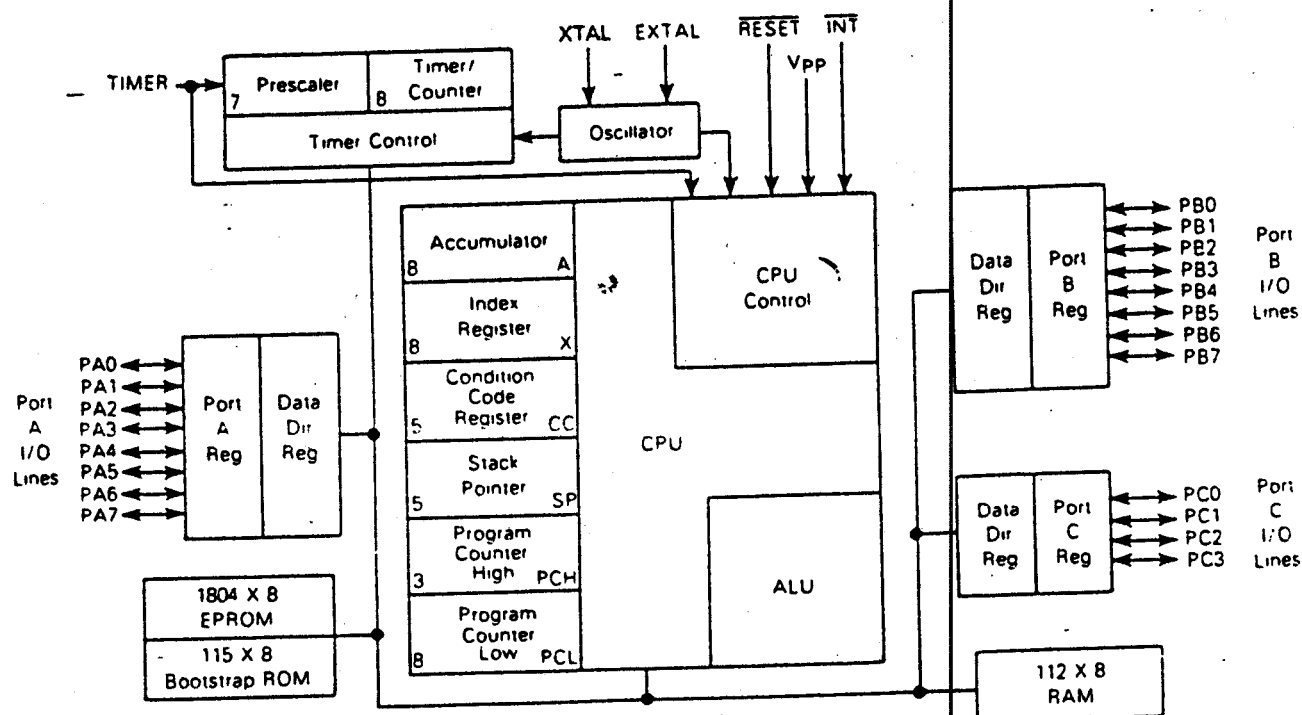 XTAL EXTAL RESET INT
Vpp
TIMER
Prescaler
7
Timer/
Counter
8
Timer Control
Oscillator
Accumulator
8 A
Index
Register
8 X
Condition
Code
Register
5 CC
Stack
Pointer
5 SP
Program
Counter
High
3 PCH
Program
Counter
Low
8 PCL
CPU
CPU
Control
ALU
Port
A
I/O
Lines
PA0
PA1
PA2
PA3
PA4
PA5
PA6
PA7
Port
A
Reg
Data
Dir
Reg
1804 X 8
EPROM
115 X 8
Bootstrap ROM
Data
Dir
Reg
Port
B
Reg
PB0
PB1
PB2
PB3
PB4
PB5
PB6
PB7
Port
B
I/O
Lines
Data
Dir
Reg
Port
C
Reg
PC0
PC1
PC2
PC3
Port
C
I/O
Lines
112 X 8
RAM